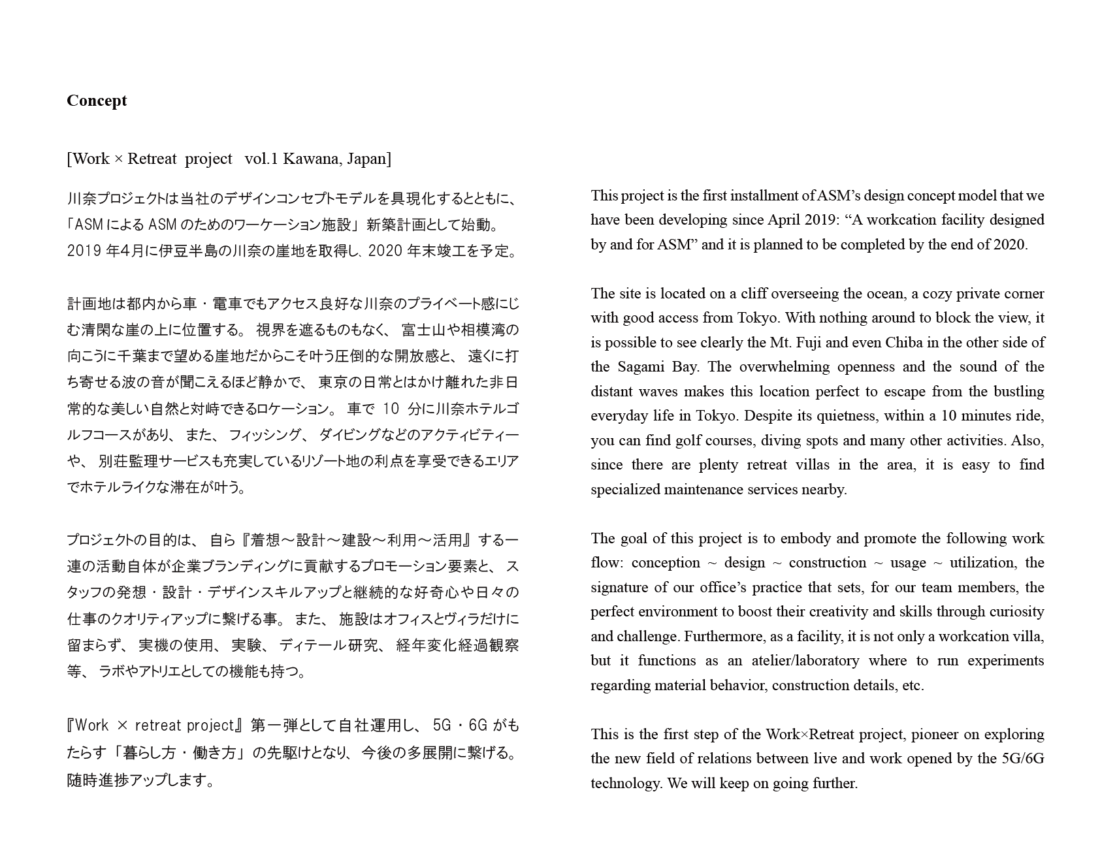 Concept
[Work × Retreat project vol.1 Kawana, Japan]
川奈プロジェクトは当社のデザインコンセプトモデルを具現化するとともに、
「ASMによる ASM のためのワーケーション施設」 新築計画として始動。
2019 年4月に伊豆半島の川奈の崖地を取得し、2020 年末竣工を予定。
計画地は都内から車・電車でもアクセス良好な川奈のプライベート感にじ
む清閑な崖の上に位置する。 視界を遮るものもなく、 富士山や相模湾の
向こうに千葉まで望める崖地だからこそ叶う圧倒的な開放感と、 遠くに打
ち寄せる波の音が聞こえるほど静かで、 東京の日常とはかけ離れた非日
常的な美しい自然と対峙できるロケーション。 車で 10 分に川奈ホテルゴ
ルフコースがあり、 また、 フィッシング、 ダイビングなどのアクティビティー
や、 別荘監理サービスも充実しているリゾート地の利点を享受できるエリア
でホテルライクな滞在が叶う。
プロジェクトの目的は、 自ら『着想～設計～建設～利用～活用』する一
連の活動自体が企業ブランディングに貢献するプロモーション要素と、 ス
タッフの発想・設計・デザインスキルアップと継続的な好奇心や日々の
仕事のクオリティアップに繋げる事。 また、 施設はオフィスとヴィラだけに
留まらず、 実機の使用、 実験、 ディテール研究、 経年変化経過観察
等、 ラボやアトリエとしての機能も持つ。
『Work × retreat project』 第一弾として自社運用し、 5G・6G がも
たらす 「暮らし方・働き方」 の先駆けとなり、今後の多展開に繋げる。
随時進捗アップします。
This project is the first installment of ASM's design concept model that we
have been developing since April 2019: “A workcation facility designed
by and for ASM” and it is planned to be completed by the end of 2020.
The site is located on a cliff overseeing the ocean, a cozy private corner
with good access from Tokyo. With nothing around to block the view, it
is possible to see clearly the Mt. Fuji and even Chiba in the other side of
the Sagami Bay. The overwhelming openness and the sound of the
distant waves makes this location perfect to escape from the bustling
everyday life in Tokyo. Despite its quietness, within a 10 minutes ride,
you can find golf courses, diving spots and many other activities. Also,
since there are plenty retreat villas in the area, it is easy to find
specialized maintenance services nearby.
The goal of this project is to embody and promote the following work
flow: conception ~ design ~ construction ~ usage ~ utilization, the
signature of our office's practice that sets, for our team members, the
perfect environment to boost their creativity and skills through curiosity
and challenge. Furthermore, as a facility, it is not only a workcation villa,
but it functions as an atelier/laboratory where to run experiments
regarding material behavior, construction details, etc.
This is the first step of the Work×Retreat project, pioneer on exploring
the new field of relations between live and work opened by the 5G/6G
technology. We will keep on going further.